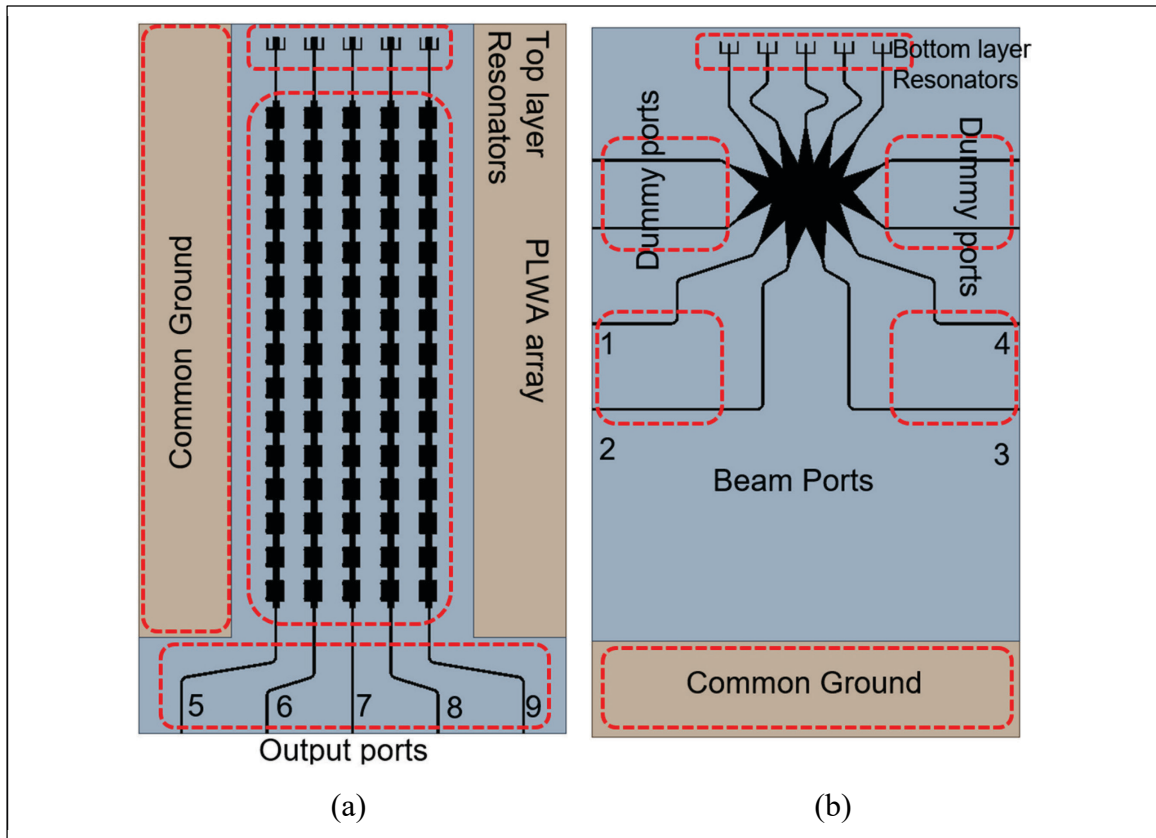 Top layer
Resonators
PLWA array
Common Ground
5
6
7
8
9
Output ports
(a)
Bottom layer
Resonators
Dummy ports
Dummy ports
1
4
2
3
Beam Ports
Common Ground
(b)